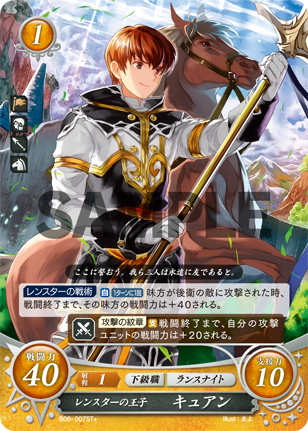 1
SAMPLE
ここに誓おう。我ら三人は永遠に友であると。
レンスターの戦術 自 1ターンに1回 味方が後衛の敵に攻撃された時、
戦闘終了まで、その味方の戦闘力は+40される。
攻撃の紋章 支 戦闘終了まで、自分の攻撃
ユニットの戦闘力は+20される。
戦闘力
40
射程 1 下級職 ランスナイト
支援力
10
レンスターの王子 キュアン
B06-007ST+
Illust：まよ